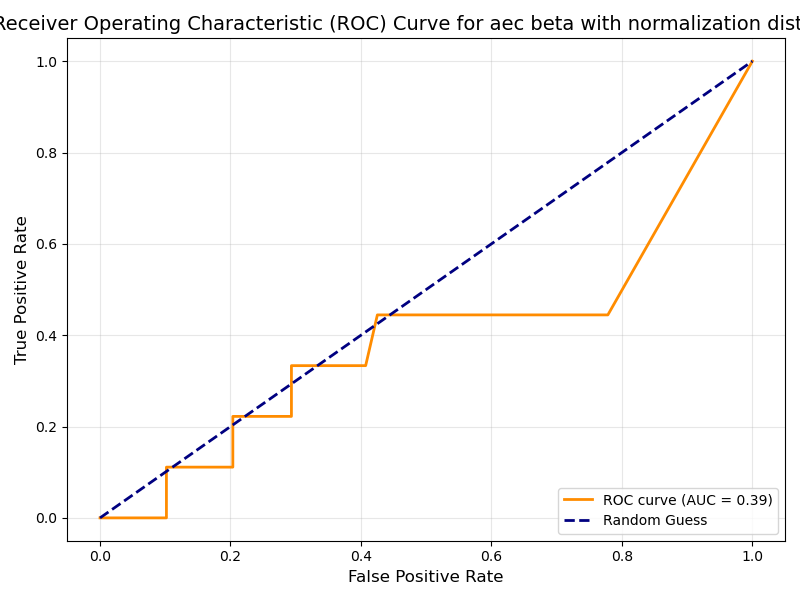 Receiver Operating Characteristic (ROC) Curve for aec beta with normalization dist
1.0
0.8
0.6
0.4
0.2
0.0
True Positive Rate
0.0 0.2 0.4 0.6 0.8 1.0
False Positive Rate
ROC curve (AUC = 0.39)
Random Guess